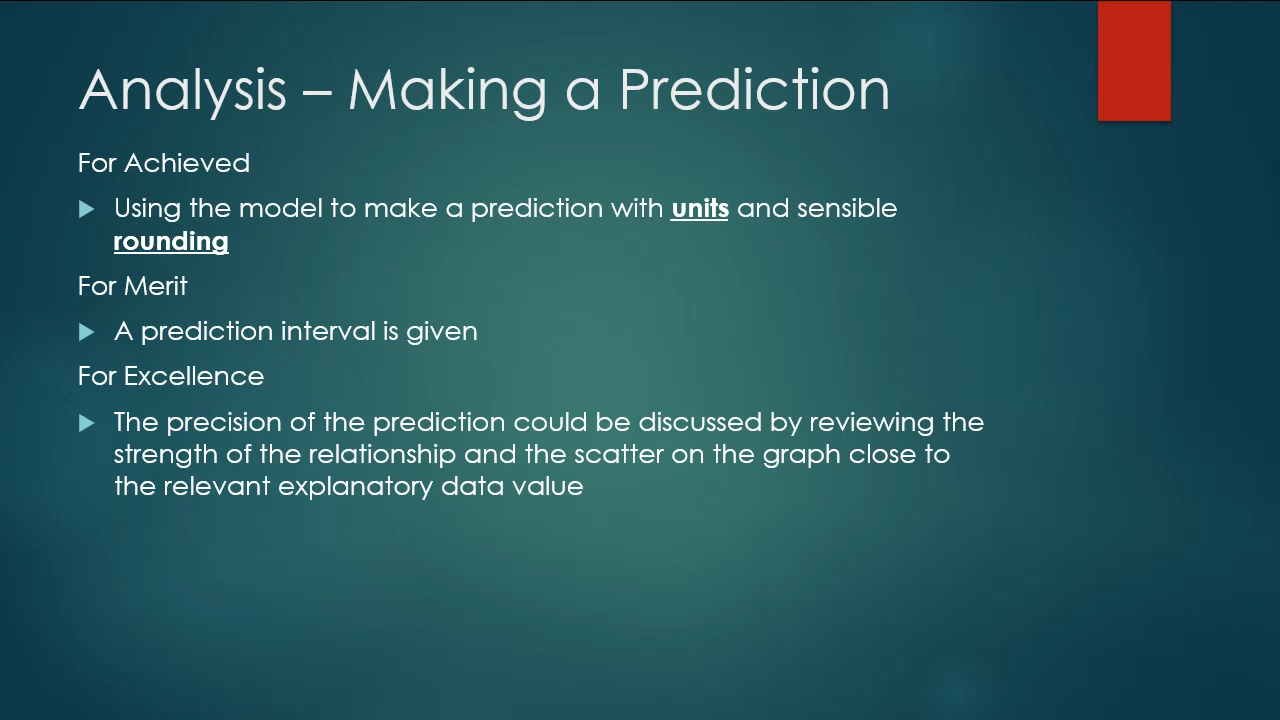 Analysis – Making a Prediction
For Achieved
Using the model to make a prediction with units and sensible
rounding
For Merit
A prediction interval is given
For Excellence
The precision of the prediction could be discussed by reviewing the
strength of the relationship and the scatter on the graph close to
the relevant explanatory data value